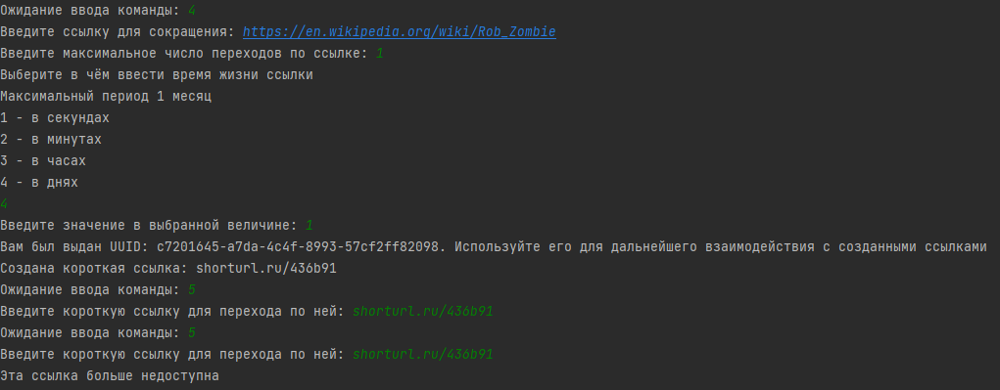 Ожидание ввода команды: 4
Введите ссылку для сокращения: https://en.wikipedia.org/wiki/Rob_Zombie
Введите максимальное число переходов по ссылке: 1
Выберите в чём ввести время жизни ссылки
Максимальный период 1 месяц
1 - в секундах
2 - в минутах
3 - в часах
4 - в днях
4
Введите значение в выбранной величине: 1
Вам был выдан UUID: c7201645-a7da-4c4f-8993-57cf2ff82098. Используйте его для дальнейшего взаимодействия с созданными ссылками
Создана короткая ссылка: shorturl.ru/436b91
Ожидание ввода команды: 5
Введите короткую ссылку для перехода по ней: shorturl.ru/436b91
Ожидание ввода команды: 5
Введите короткую ссылку для перехода по ней: shorturl.ru/436b91
Эта ссылка больше недоступна